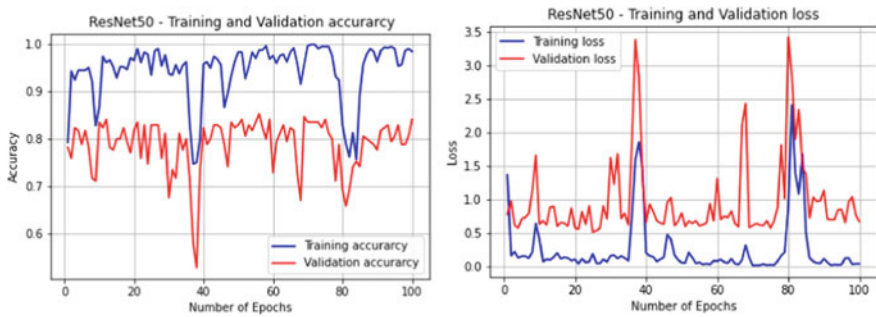 ResNet50 - Training and Validation accurarcy
Accuracy
1.0
0.9
0.8
0.7
0.6
Training accurarcy
Validation accurarcy
0 20 40 60 80 100
Number of Epochs
ResNet50 - Training and Validation loss
Loss
3.5
3.0
2.5
2.0
1.5
1.0
0.5
0.0
Training loss
Validation loss
0 20 40 60 80 100
Number of Epochs